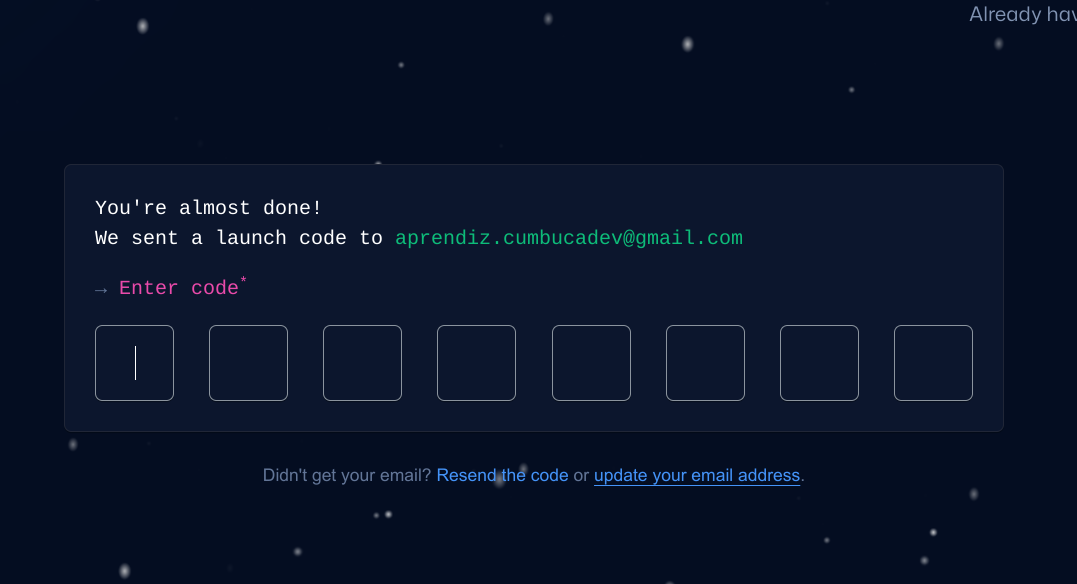 Already hav
You're almost done!
We sent a launch code to aprendiz.cumbucadev@gmail.com
→ Enter code*
Didn't get your email? Resend the code or update your email address.